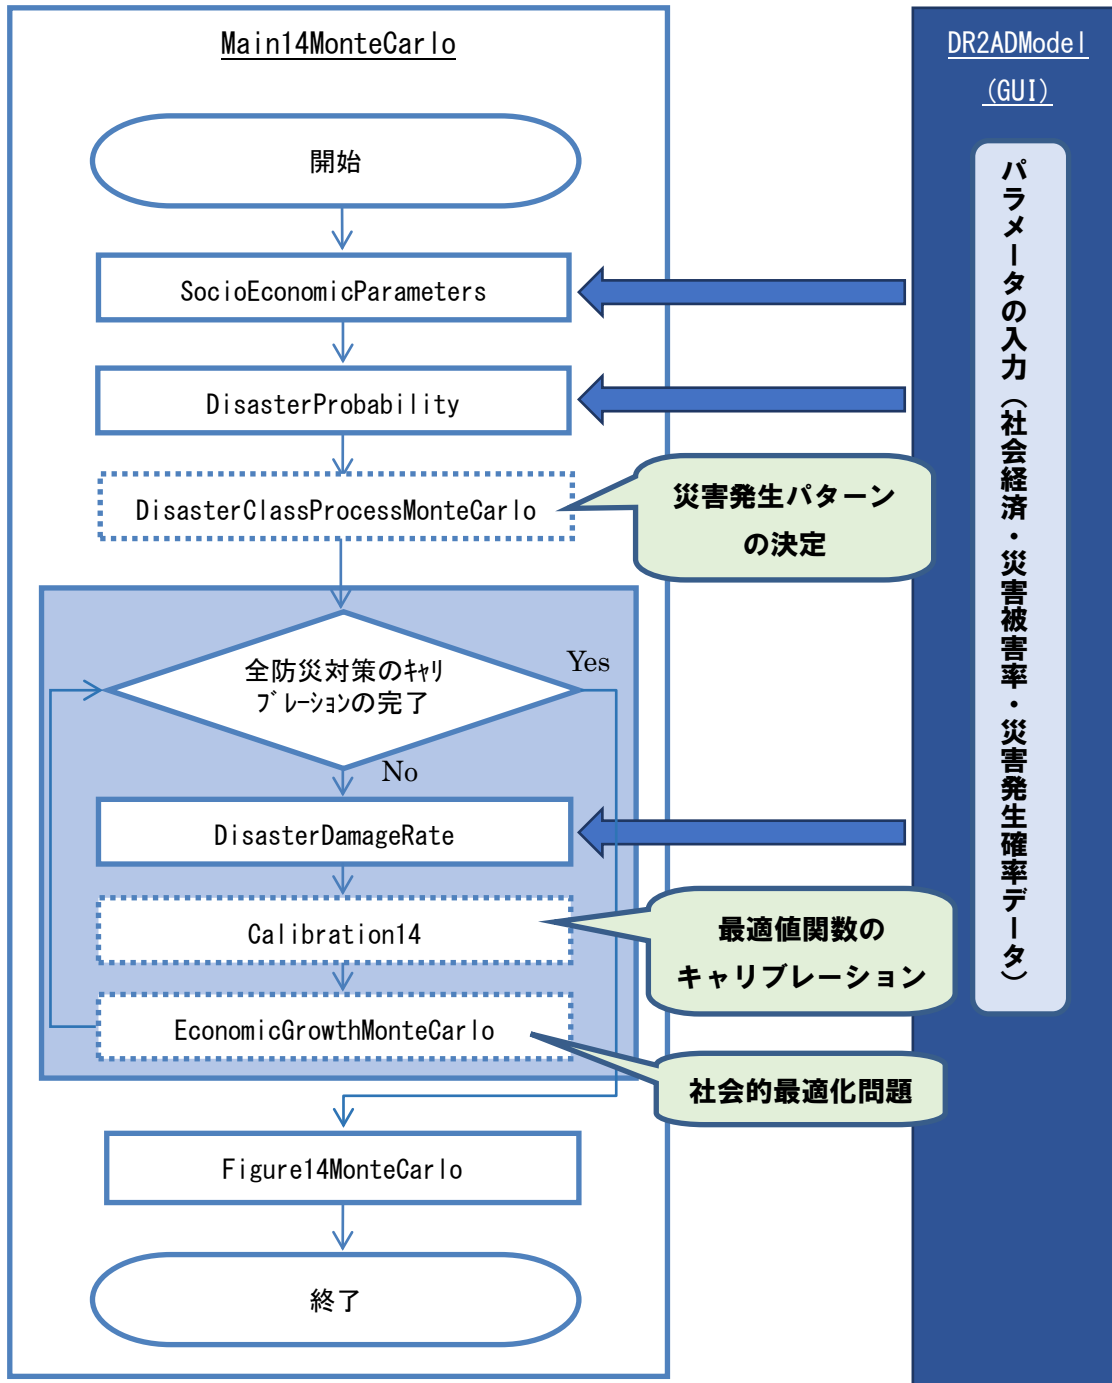 Main14MonteCarlo
開始
SocioEconomicParameters
DisasterProbability
DisasterClassProcessMonteCarlo
災害発生パターン
の決定
全防災対策のｷｬﾘ
ﾌﾞﾚｰｼｮﾝの完了
Yes
No
DisasterDamageRate
Calibration14
最適値関数の
キャリブレーション
EconomicGrowthMonteCarlo
社会的最適化問題
Figure14MonteCarlo
終了
DR2ADModel
(GUI)
パラメータの入力（社会経済・災害被害率・災害発生確率データ）